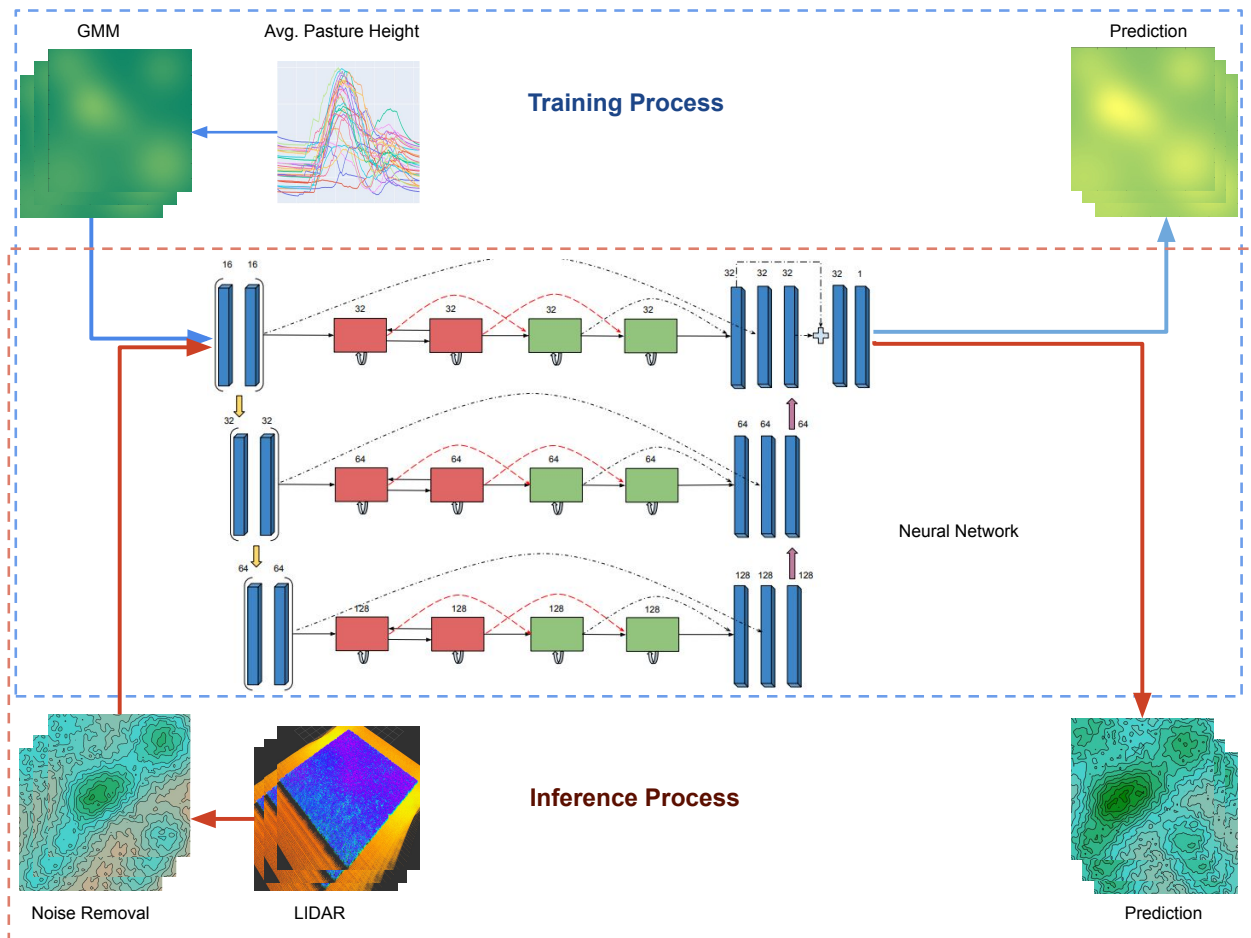 GMM
Avg. Pasture Height
Prediction
Training Process
16 16
32 32 32 32 1
32 32 32 32
32 32
64 64 64
64 64 64 64
Neural Network
64 64
128 128 128
128 128 128 128
Inference Process
Noise Removal
LIDAR
Prediction